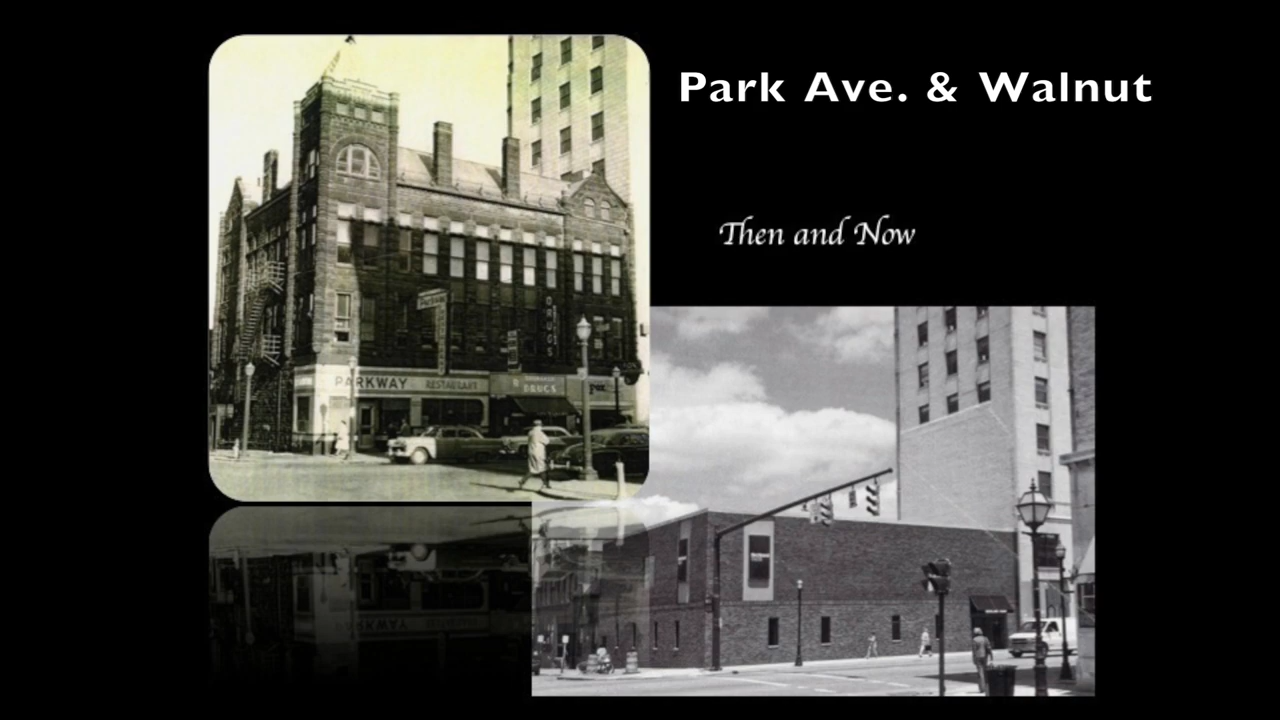 Park Ave. & Walnut
Then and Now
PARKWAY RESTAURANT
DRUGS
DRUGS